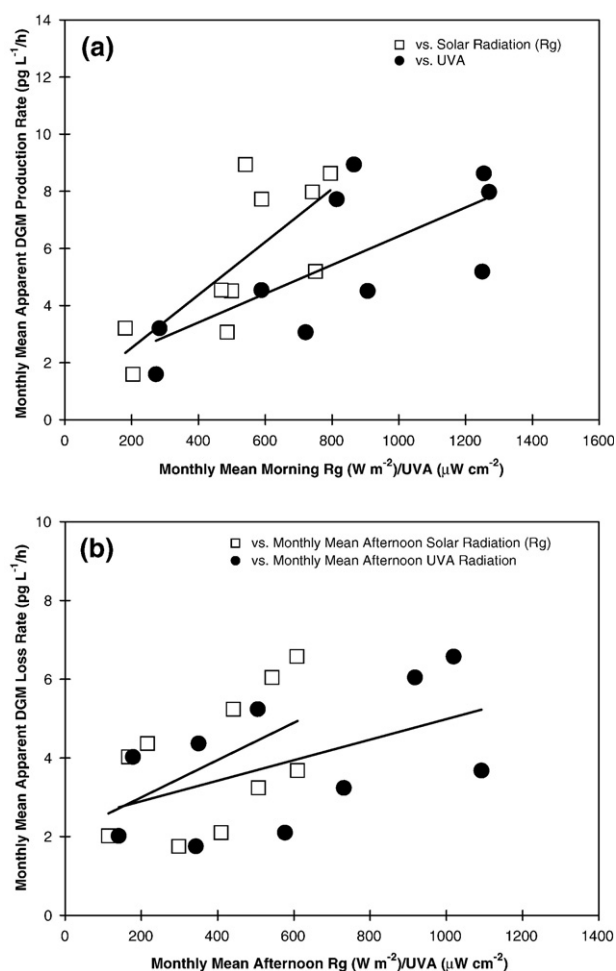 (a)
□ vs. Solar Radiation (Rg)
● vs. UVA
Monthly Mean Apparent DGM Production Rate (pg L⁻¹/h)
14
12
10
8
6
4
2
0
0 200 400 600 800 1000 1200 1400 1600
Monthly Mean Morning Rg (W m⁻²)/UVA (μW cm⁻²)
(b)
□ vs. Monthly Mean Afternoon Solar Radiation (Rg)
● vs. Monthly Mean Afternoon UVA Radiation
Monthly Mean Apparent DGM Loss Rate (pg L⁻¹/h)
10
8
6
4
2
0
0 200 400 600 800 1000 1200 1400
Monthly Mean Afternoon Rg (W m⁻²)/UVA (μW cm⁻²)